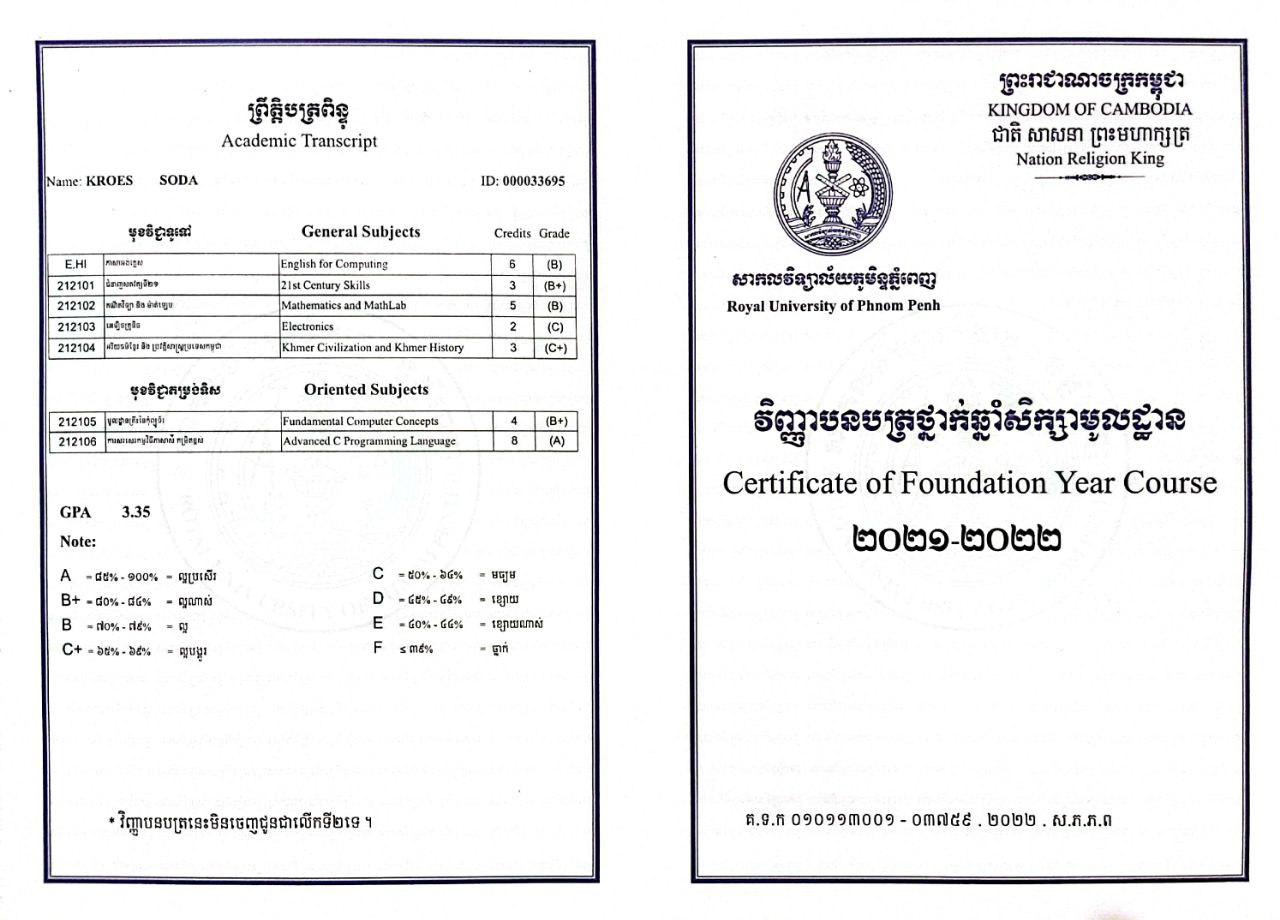 ព្រឹត្តិបត្រពិន្ទុ
Academic Transcript
Name: KROES SODA ID: 000033695
មុខវិជ្ជាទូទៅ General Subjects Credits Grade
E.HI ភាសាអង់គ្លេស English for Computing 6 (B)
212101 ជំនាញសតវត្សទី២១ 21st Century Skills 3 (B+)
212102 គណិតវិទ្យា និង ម៉ាត់ឡេប Mathematics and MathLab 5 (B)
212103 អេឡិចត្រូនិច Electronics 2 (C)
212104 អរិយធម៌ខ្មែរ និង ប្រវត្តិសាស្ត្រប្រទេសកម្ពុជា Khmer Civilization and Khmer History 3 (C+)
មុខវិជ្ជាតម្រង់ទិស Oriented Subjects
212105 មូលដ្ឋានគ្រឹះនៃកុំព្យូទ័រ Fundamental Computer Concepts 4 (B+)
212106 ការសរសេរកម្មវិធីភាសាស៊ី កម្រិតខ្ពស់ Advanced C Programming Language 8 (A)
GPA 3.35
Note:
A = ៨៥% - ១០០% = ល្អប្រសើរ C = ៥០% - ៦៤% = មធ្យម
B+ = ៨០% - ៨៤% = ល្អណាស់ D = ៤៥% - ៤៩% = ខ្សោយ
B = ៧០% - ៧៩% = ល្អ E = ៤០% - ៤៤% = ខ្សោយណាស់
C+ = ៦៥% - ៦៩% = ល្អបង្គួរ F ≤ ៣៩% = ធ្លាក់
* វិញ្ញាបនបត្រនេះមិនចេញជូនជាលើកទី២ទេ ។
ព្រះរាជាណាចក្រកម្ពុជា
KINGDOM OF CAMBODIA
ជាតិ សាសនា ព្រះមហាក្សត្រ
Nation Religion King
សាកលវិទ្យាល័យភូមិន្ទភ្នំពេញ
Royal University of Phnom Penh
វិញ្ញាបនបត្រថ្នាក់ឆ្នាំសិក្សាមូលដ្ឋាន
Certificate of Foundation Year Course
២០២១-២០២២
គ.ទ.ក ០១០១១៣០០១ - ០៣៧៥៩ . ២០២២ . ស.ភ.ភ.ព